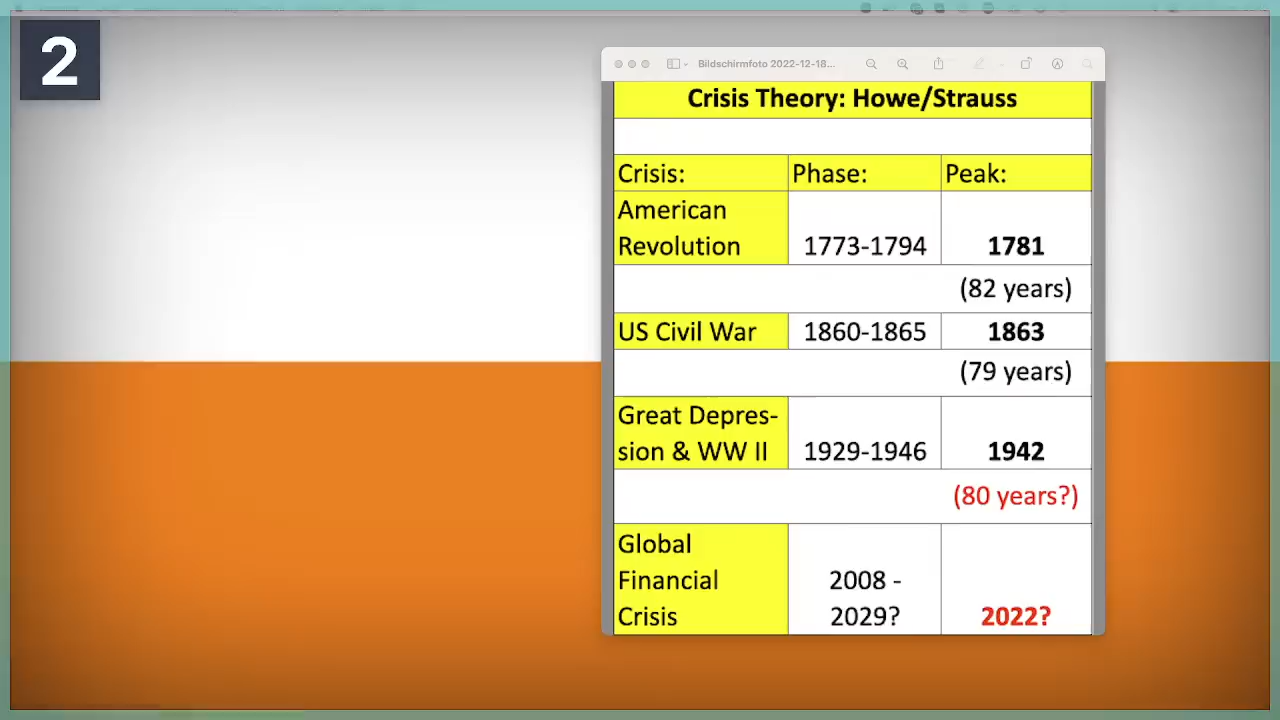 2
Bildschirmfoto 2022-12-18...
Crisis Theory: Howe/Strauss
Crisis: Phase: Peak:
American
Revolution 1773-1794 1781
(82 years)
US Civil War 1860-1865 1863
(79 years)
Great Depres-
sion & WW II 1929-1946 1942
(80 years?)
Global
Financial 2008 -
Crisis 2029? 2022?